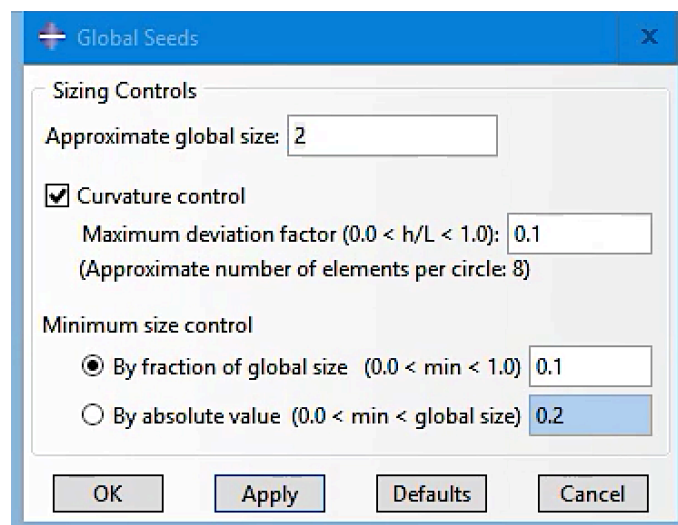 Global Seeds x
Sizing Controls
Approximate global size: 2
Curvature control
Maximum deviation factor (0.0 < h/L < 1.0): 0.1
(Approximate number of elements per circle: 8)
Minimum size control
By fraction of global size (0.0 < min < 1.0) 0.1
By absolute value (0.0 < min < global size) 0.2
OK Apply Defaults Cancel